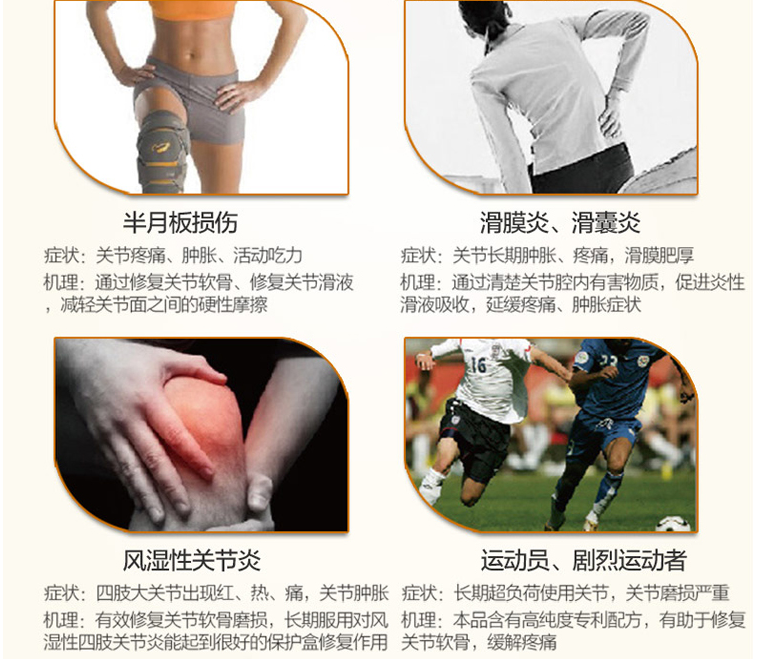 半月板损伤
症状：关节疼痛、肿胀、活动吃力
机理：通过修复关节软骨、修复关节滑液
，减轻关节面之间的硬性摩擦
滑膜炎、滑囊炎
症状：关节长期肿胀、疼痛，滑膜肥厚
机理：通过清楚关节腔内有害物质，促进炎性
滑液吸收，延缓疼痛、肿胀症状
16
风湿性关节炎
症状：四肢大关节出现红、热、痛，关节肿胀
机理：有效修复关节软骨磨损，长期服用对风
湿性四肢关节炎能起到很好的保护盒修复作用
运动员、剧烈运动者
症状：长期超负荷使用关节，关节磨损严重
机理：本品含有高纯度专利配方，有助于修复
关节软骨，缓解疼痛